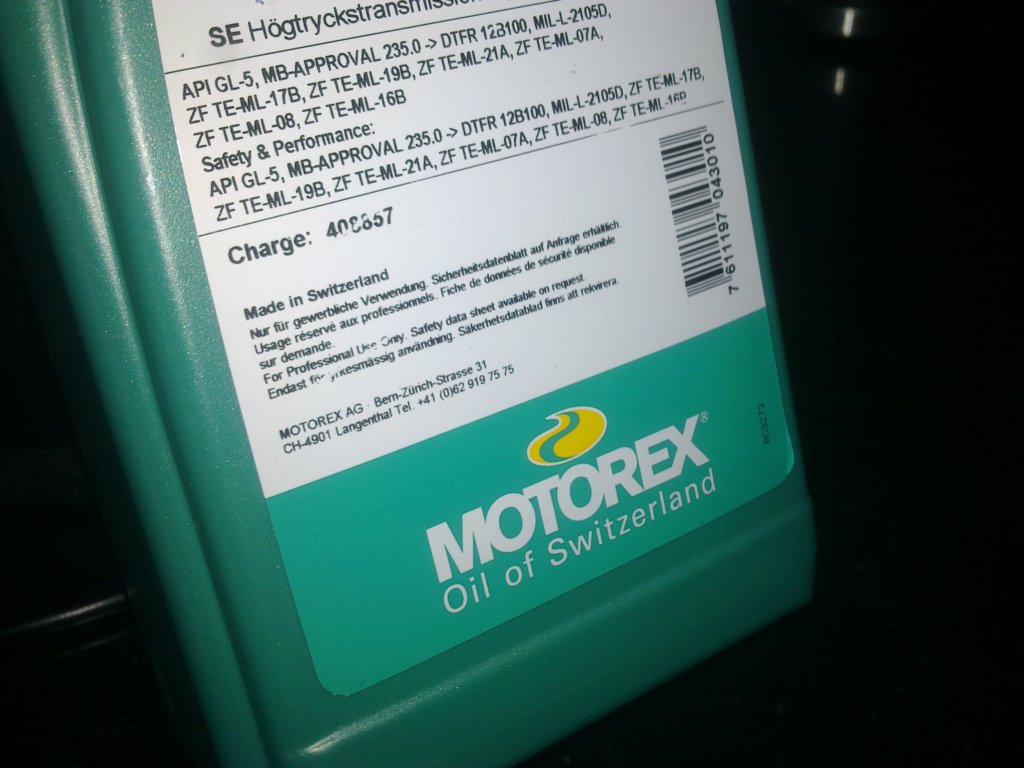 SE Högtryckstransmission
API GL-5, MB-APPROVAL 235.0 -> DTFR 12B100, MIL-L-2105D,
ZF TE-ML-17B, ZF TE-ML-19B, ZF TE-ML-21A, ZF TE-ML-07A,
ZF TE-ML-08, ZF TE-ML-16B
Safety & Performance:
API GL-5, MB-APPROVAL 235.0 -> DTFR 12B100, MIL-L-2105D, ZF TE-ML-17B,
ZF TE-ML-19B, ZF TE-ML-21A, ZF TE-ML-07A, ZF TE-ML-08, ZF TE-ML-16B
Charge: 408857
Made in Switzerland
Nur für gewerbliche Verwendung. Sicherheitsdatenblatt auf Anfrage erhältlich.
Usage réservé aux professionnels. Fiche de données de sécurité disponible
sur demande.
For Professional Use Only. Safety data sheet available on request.
Endast för yrkesmässig användning. Säkerhetsdatablad finns att rekvirera.
MOTOREX AG · Bern-Zürich-Strasse 31
CH-4901 Langenthal Tel. +41 (0)62 919 75 75
7 611197 043010
MOTOREX®
Oil of Switzerland